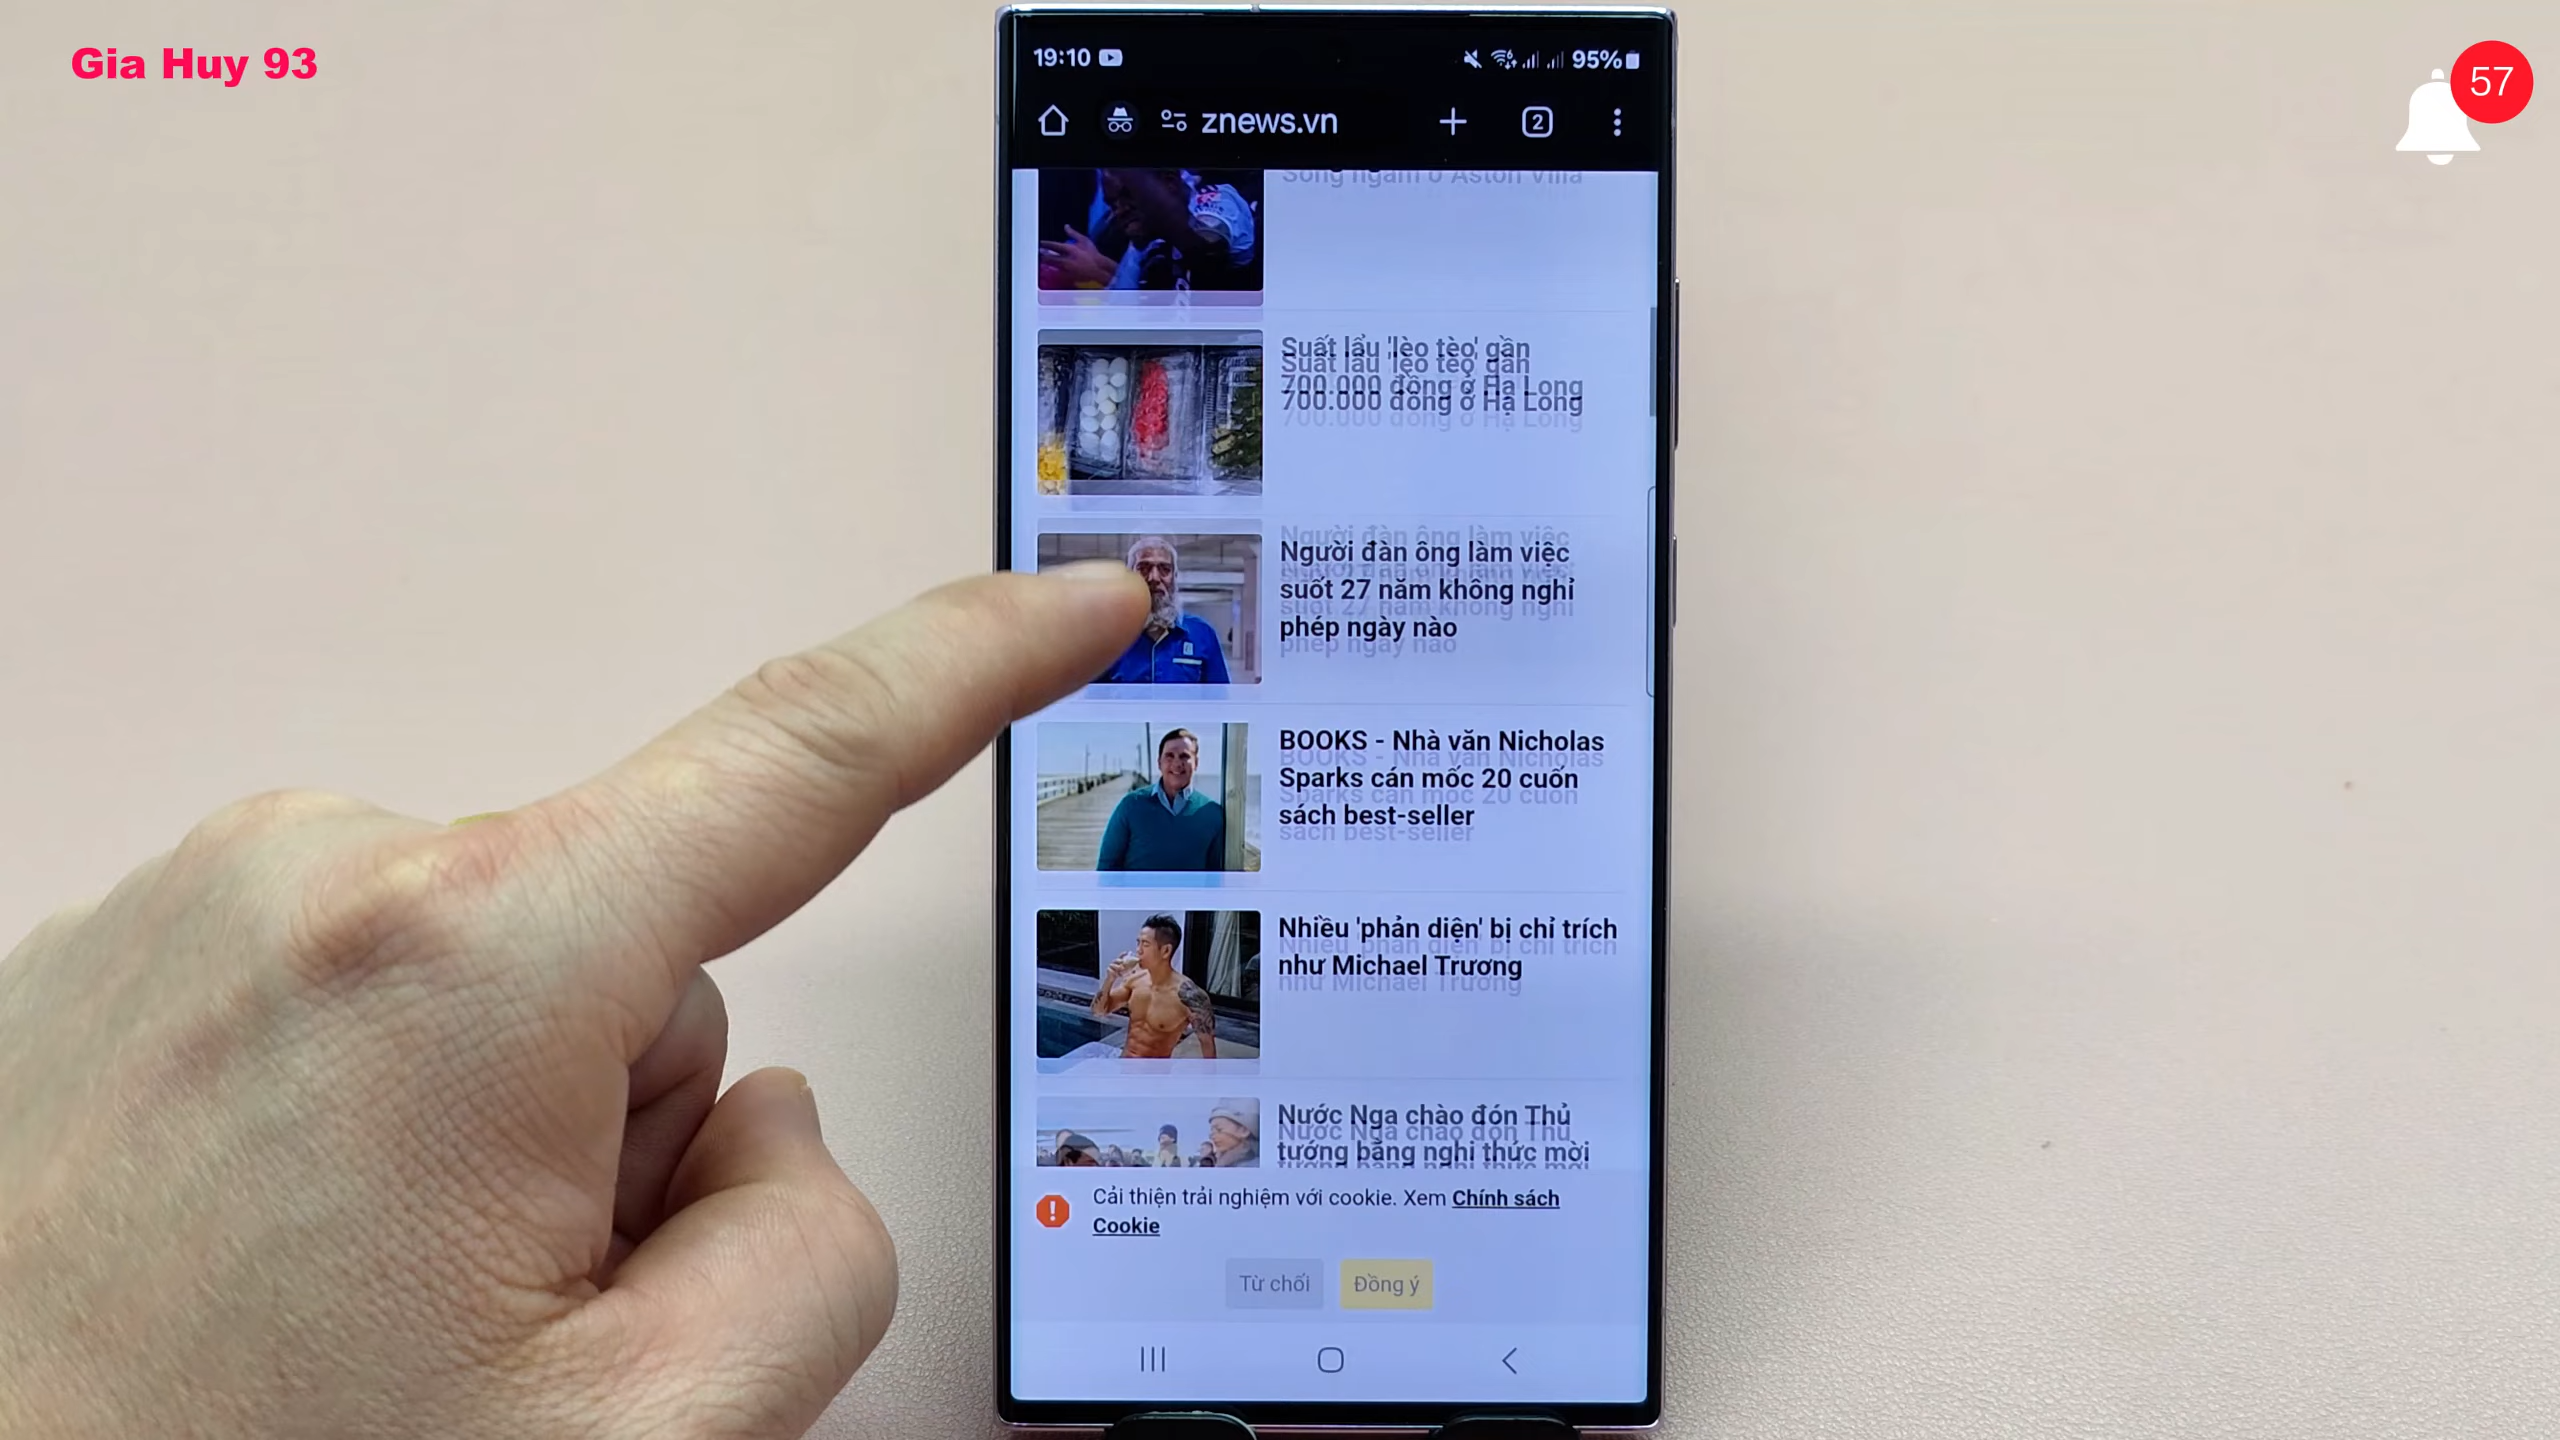 Gia Huy 93
57
19:10
95%
znews.vn
2
Sóng ngầm ở Aston Villa
Suất lẩu 'lèo tèo' gần
700.000 đồng ở Hạ Long
Người đàn ông làm việc
suốt 27 năm không nghỉ
phép ngày nào
BOOKS - Nhà văn Nicholas
Sparks cán mốc 20 cuốn
sách best-seller
Nhiều 'phản diện' bị chỉ trích
như Michael Trương
Nước Nga chào đón Thủ
tướng bằng nghi thức mời
Cải thiện trải nghiệm với cookie. Xem Chính sách
Cookie
Từ chối
Đồng ý